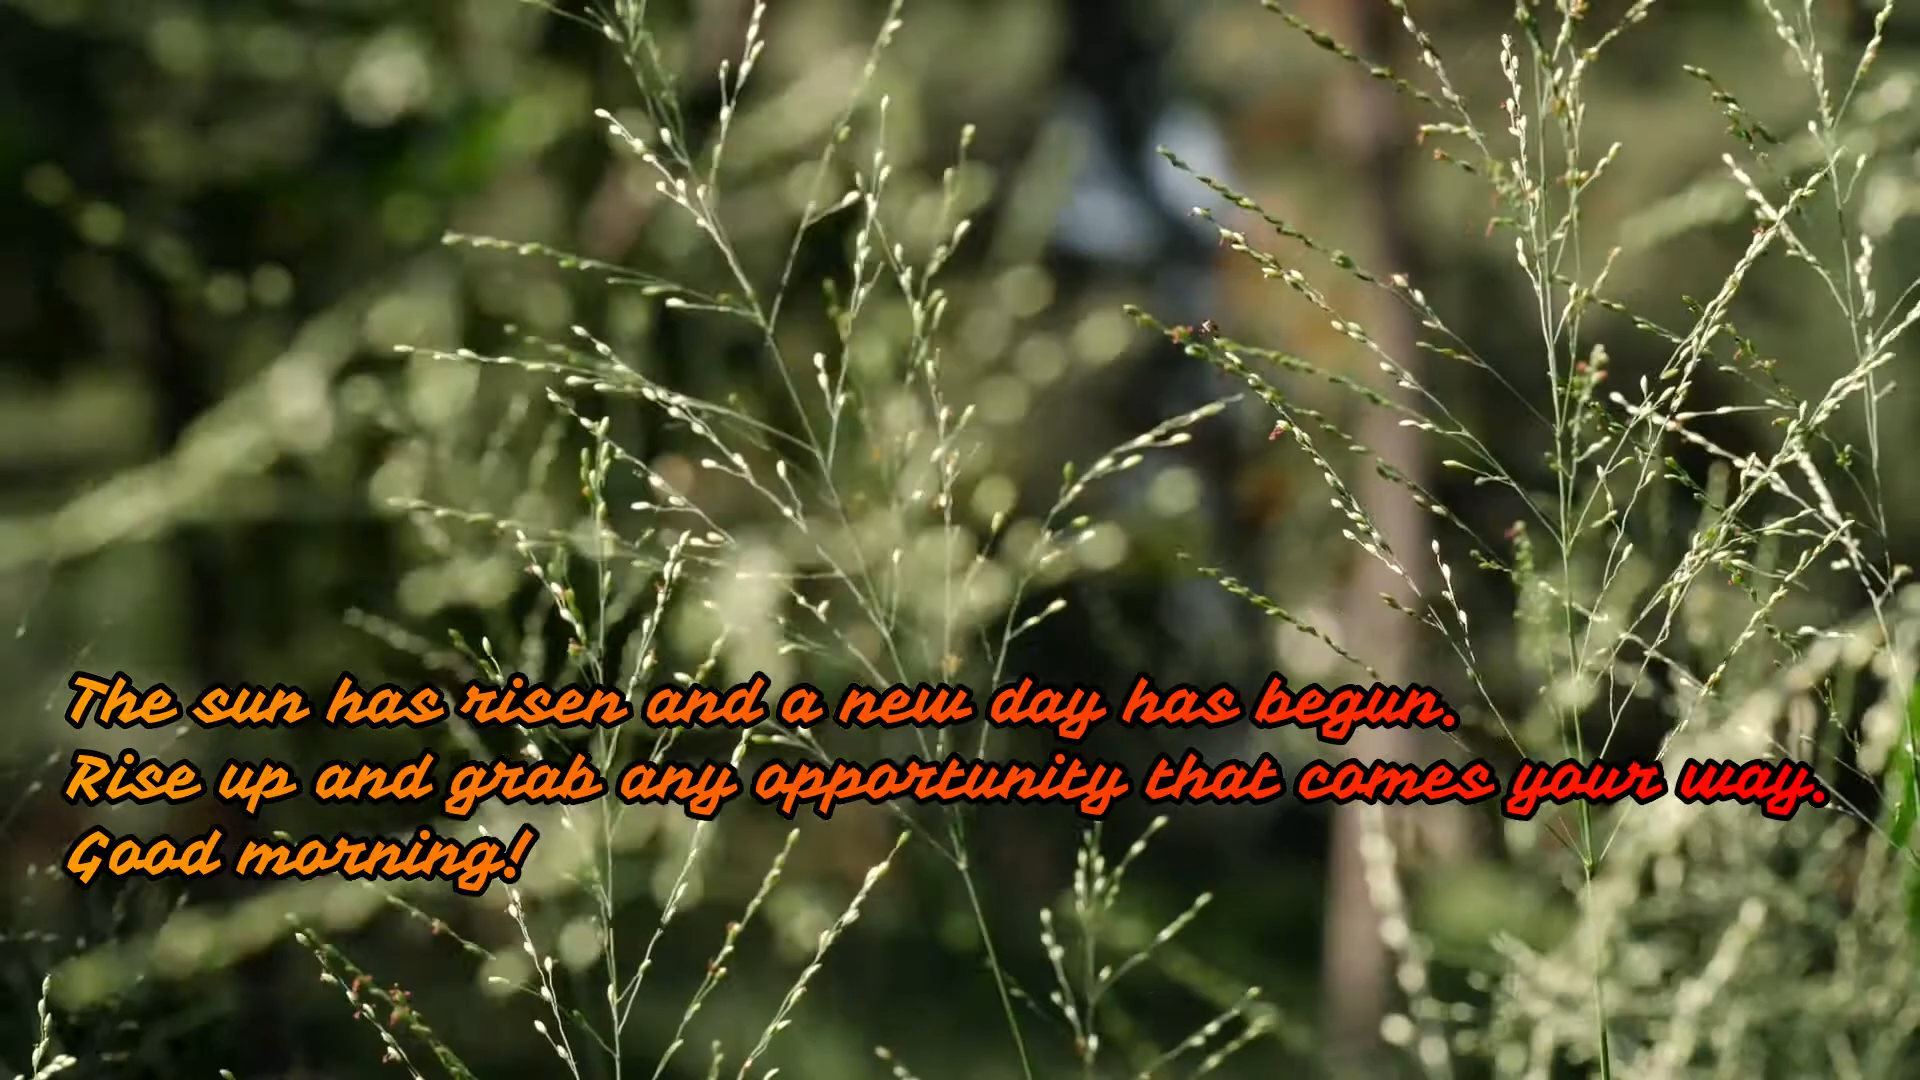 The sun has risen and a new day has begun.
Rise up and grab any opportunity that comes your way.
Good morning!